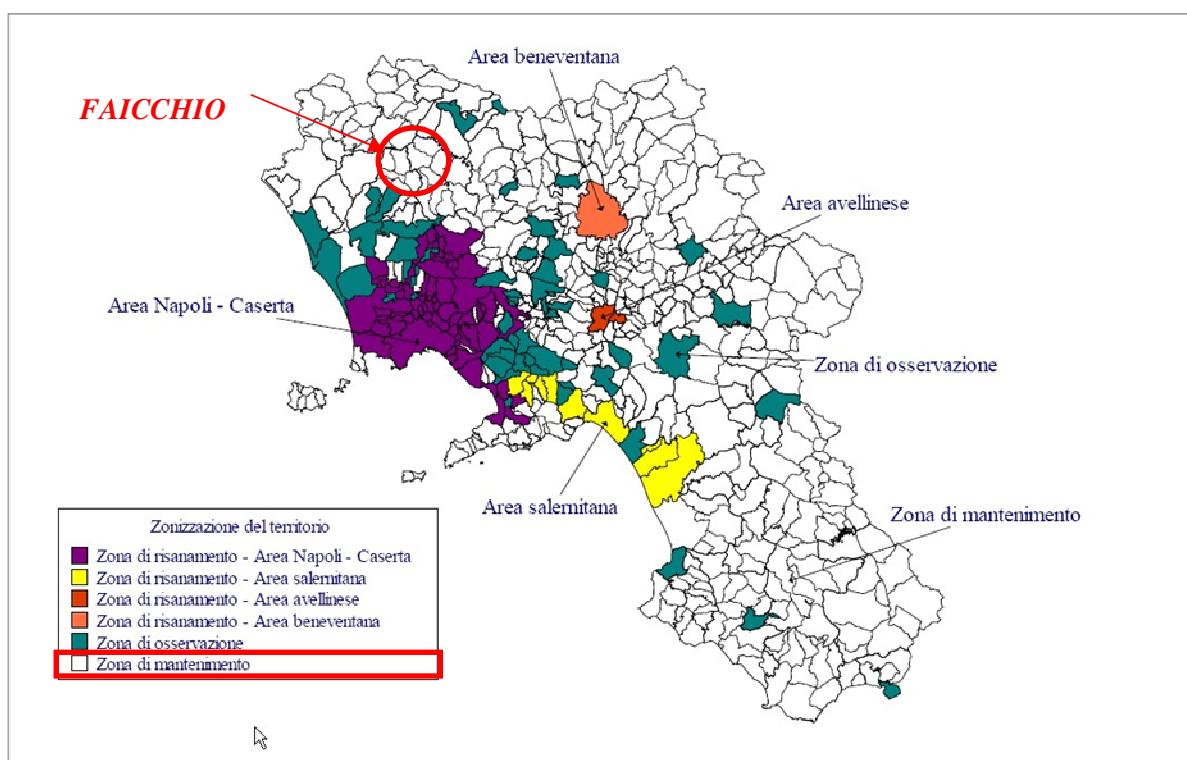 Area beneventana
FAICCHIO
Area avellinese
Area Napoli - Caserta
Zona di osservazione
Area salernitana
Zona di mantenimento
Zonizzazione del territorio
Zona di risanamento - Area Napoli - Caserta
Zona di risanamento - Area salernitana
Zona di risanamento - Area avellinese
Zona di risanamento - Area beneventana
Zona di osservazione
Zona di mantenimento